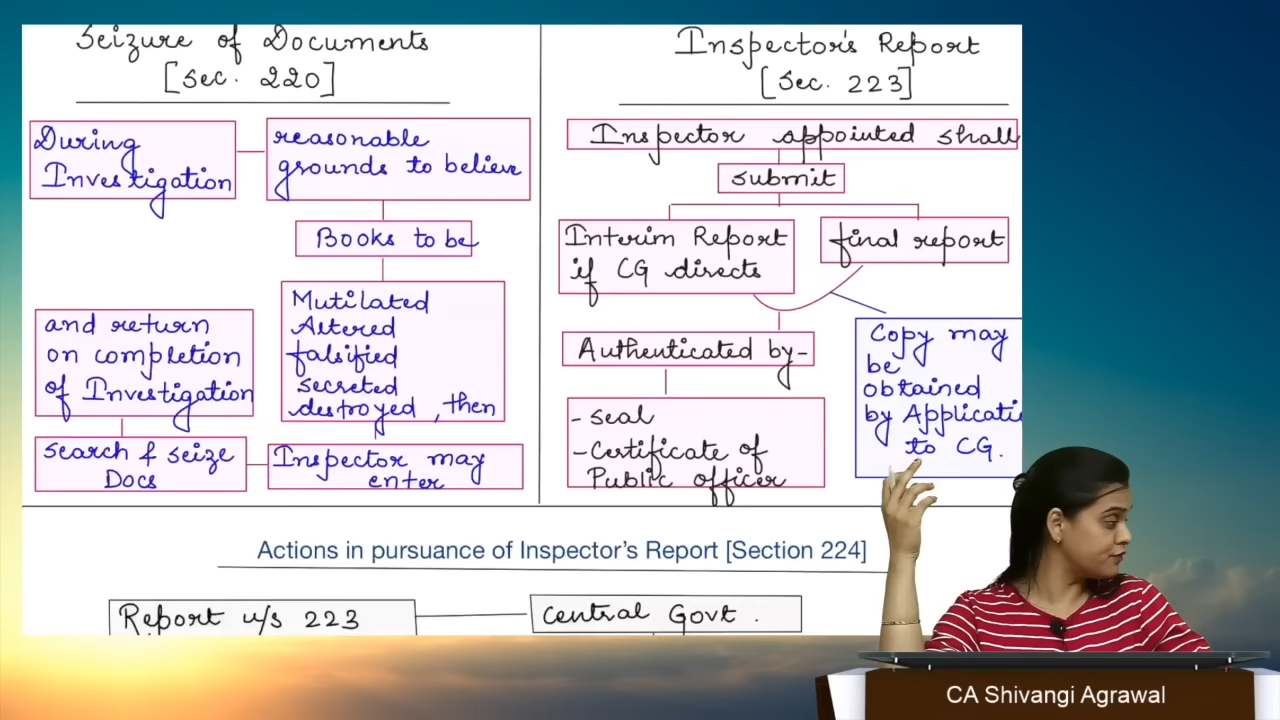 Seizure of Documents
[Sec. 220]
During
Investigation
reasonable
grounds to believe
Books to be
Mutilated
Altered
falsified
secreted
destroyed, then
Inspector may
enter
search & seize
Docs
and return
on completion
of Investigation
Inspector's Report
[Sec. 223]
Inspector appointed shall
submit
Interim Report
if CG directs
final report
Authenticated by-
- seal
- Certificate of
Public officer
Copy may
be
obtained
by Applicati
to CG.
Actions in pursuance of Inspector's Report [Section 224]
Report u/s 223
Central Govt.
CA Shivangi Agrawal